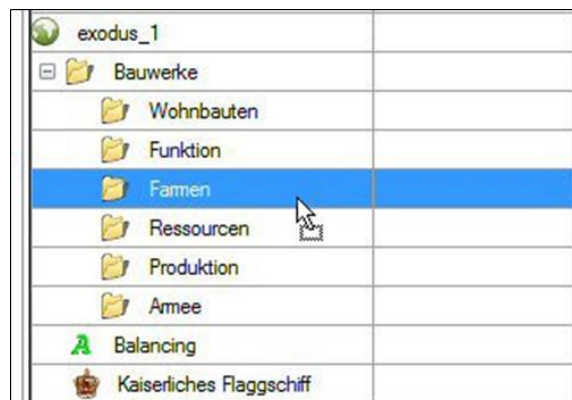 exodus_1
Bauwerke
Wohnbauten
Funktion
Farmen
Ressourcen
Produktion
Armee
Balancing
Kaiserliches Flaggschiff